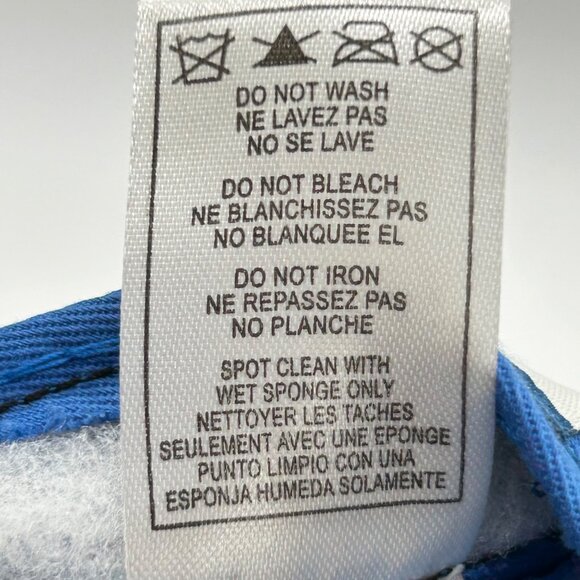 DO NOT WASH
NE LAVEZ PAS
NO SE LAVE
DO NOT BLEACH
NE BLANCHISSEZ PAS
NO BLANQUEE EL
DO NOT IRON
NE REPASSEZ PAS
NO PLANCHE
SPOT CLEAN WITH
WET SPONGE ONLY
NETTOYER LES TACHES
SEULEMENT AVEC UNE EPONGE
PUNTO LIMPIO CON UNA
ESPONJA HUMEDA SOLAMENTE